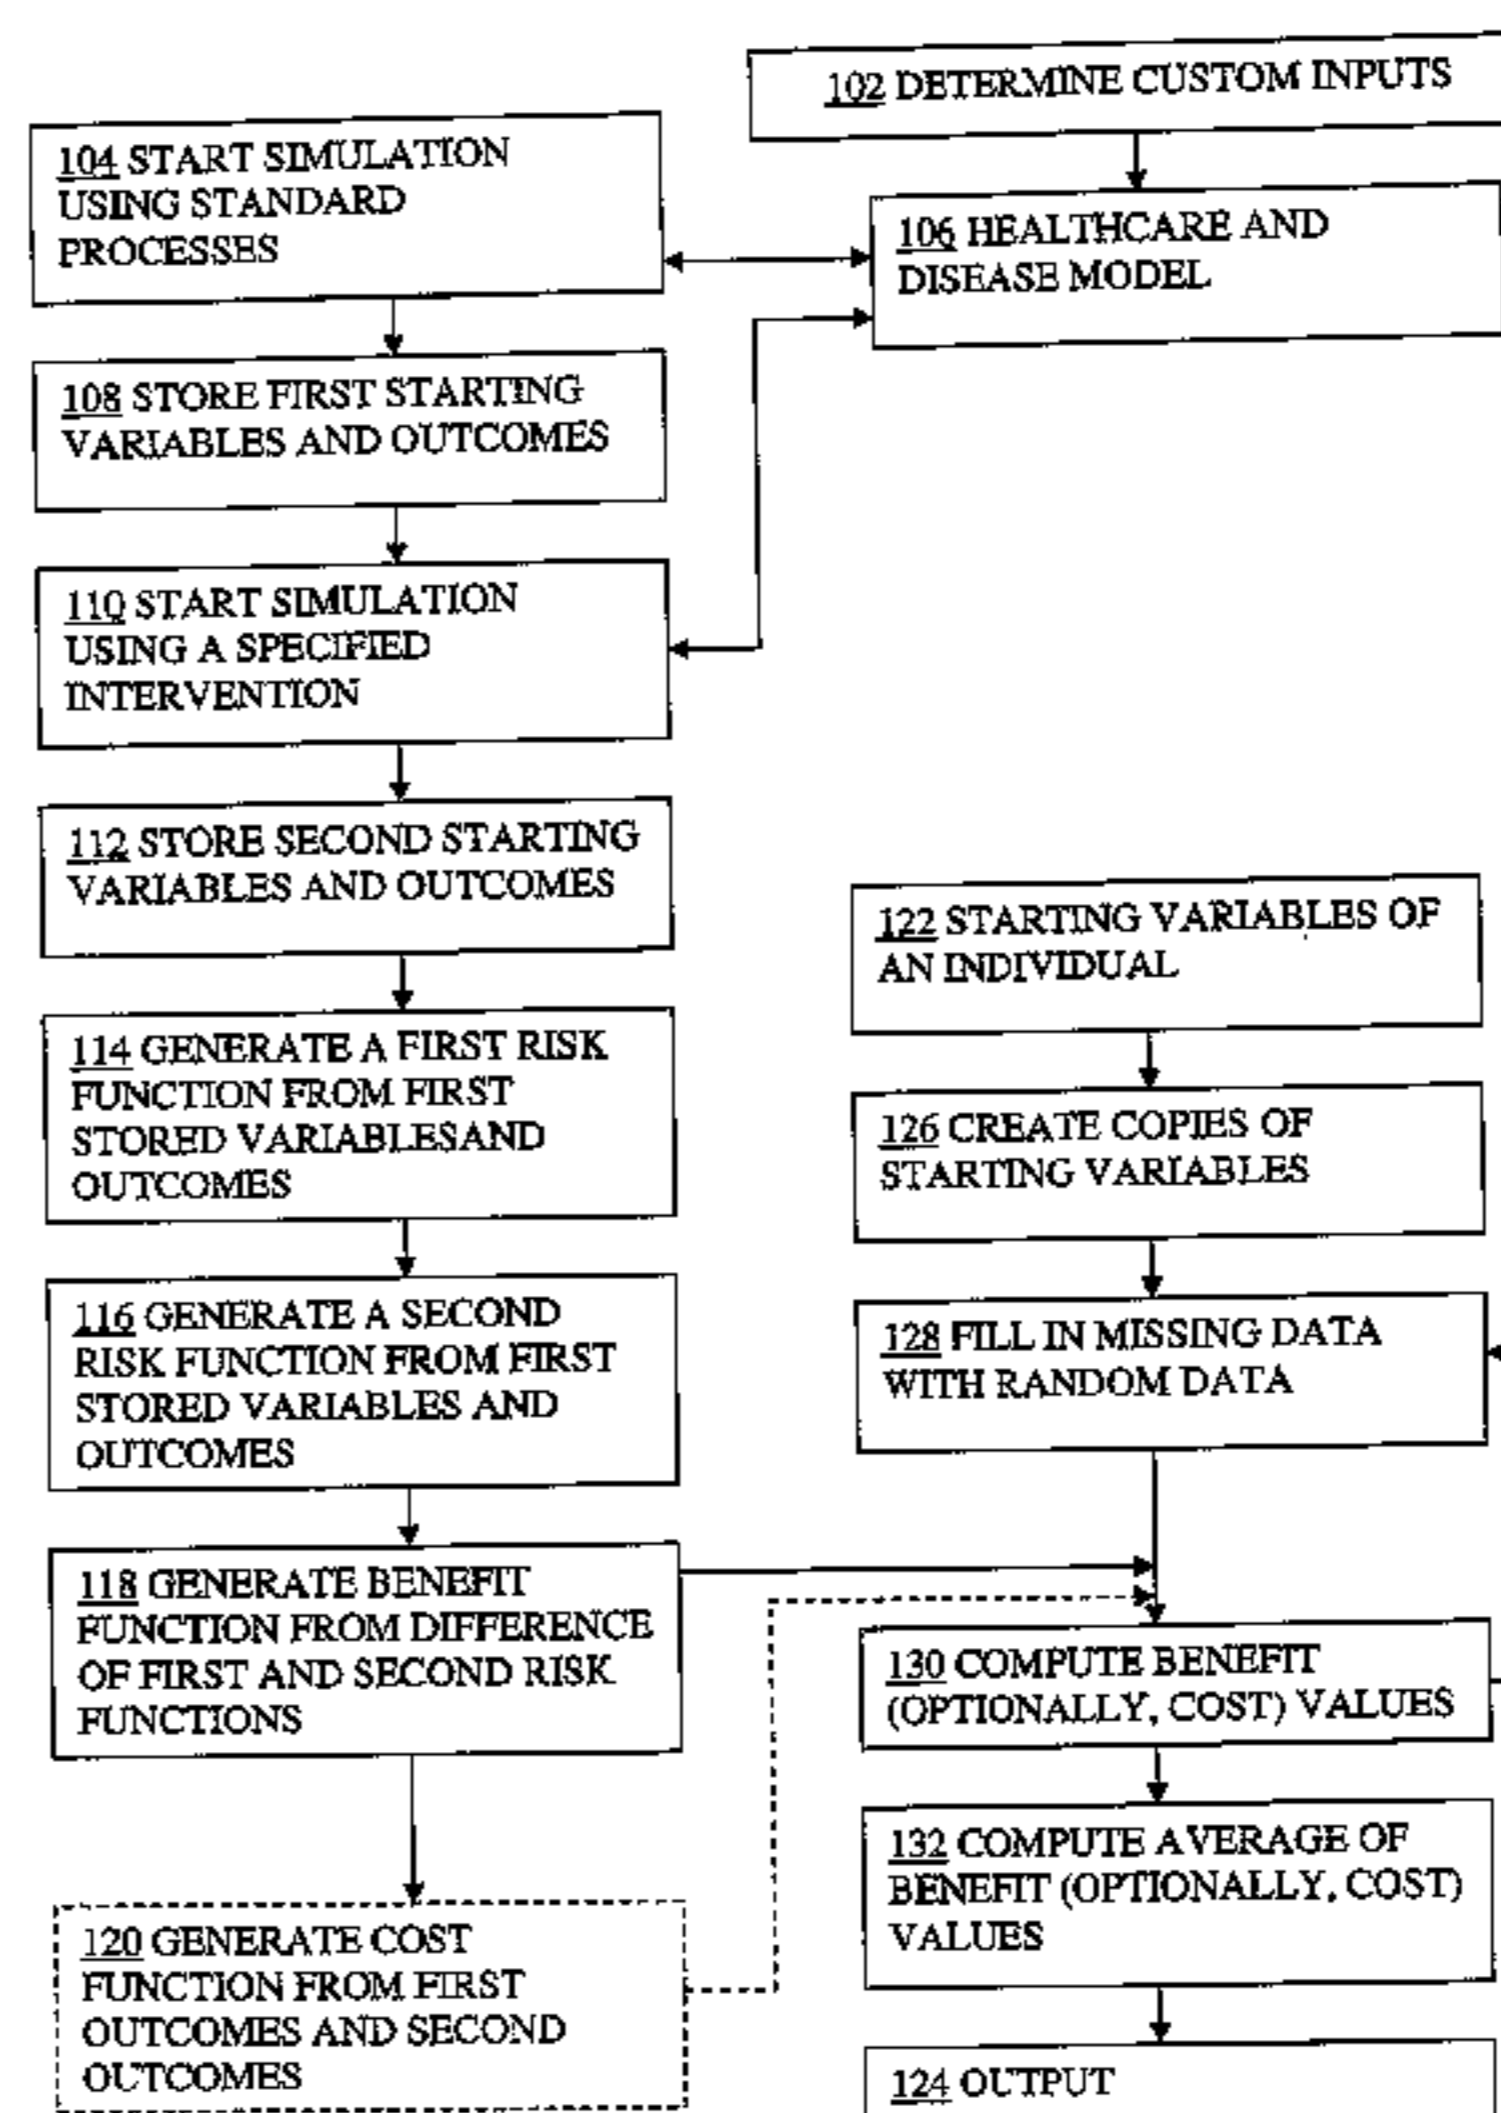 102 DETERMINE CUSTOM INPUTS
104 START SIMULATION
USING STANDARD
PROCESSES
106 HEALTHCARE AND
DISEASE MODEL
108 STORE FIRST STARTING
VARIABLES AND OUTCOMES
110 START SIMULATION
USING A SPECIFIED
INTERVENTION
112 STORE SECOND STARTING
VARIABLES AND OUTCOMES
114 GENERATE A FIRST RISK
FUNCTION FROM FIRST
STORED VARIABLESAND
OUTCOMES
116 GENERATE A SECOND
RISK FUNCTION FROM FIRST
STORED VARIABLES AND
OUTCOMES
118 GENERATE BENEFIT
FUNCTION FROM DIFFERENCE
OF FIRST AND SECOND RISK
FUNCTIONS
120 GENERATE COST
FUNCTION FROM FIRST
OUTCOMES AND SECOND
OUTCOMES
122 STARTING VARIABLES OF
AN INDIVIDUAL
126 CREATE COPIES OF
STARTING VARIABLES
128 FILL IN MISSING DATA
WITH RANDOM DATA
130 COMPUTE BENEFIT
(OPTIONALLY, COST) VALUES
132 COMPUTE AVERAGE OF
BENEFIT (OPTIONALLY, COST)
VALUES
124 OUTPUT